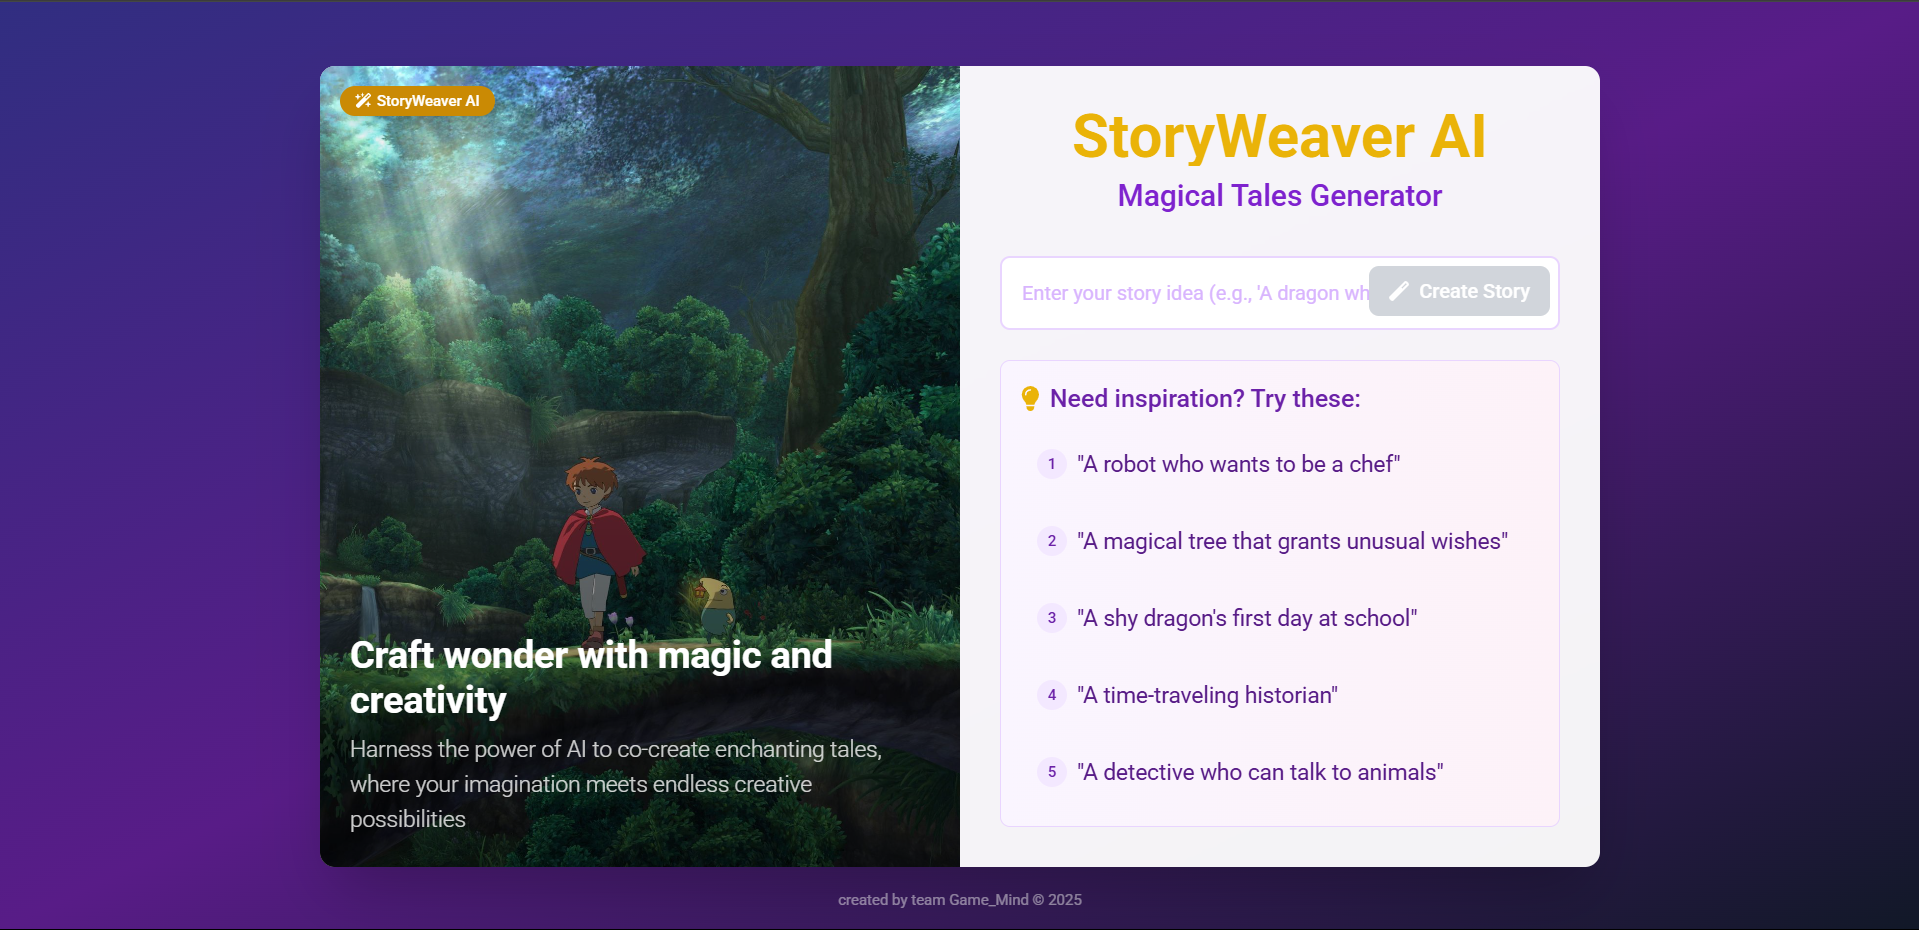 StoryWeaver AI
Craft wonder with magic and
creativity
Harness the power of AI to co-create enchanting tales,
where your imagination meets endless creative
possibilities
StoryWeaver AI
Magical Tales Generator
Enter your story idea (e.g., 'A dragon wh
Create Story
Need inspiration? Try these:
1 "A robot who wants to be a chef"
2 "A magical tree that grants unusual wishes"
3 "A shy dragon's first day at school"
4 "A time-traveling historian"
5 "A detective who can talk to animals"
created by team Game_Mind © 2025